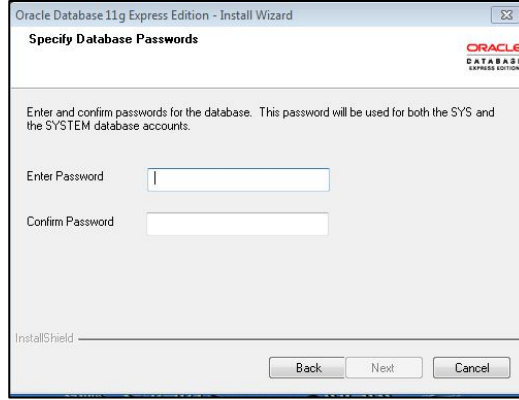 Oracle Database 11g Express Edition - Install Wizard
Specify Database Passwords
ORACLE
DATABASE
EXPRESS EDITION
Enter and confirm passwords for the database. This password will be used for both the SYS and
the SYSTEM database accounts.
Enter Password
Confirm Password
InstallShield
Back Next Cancel